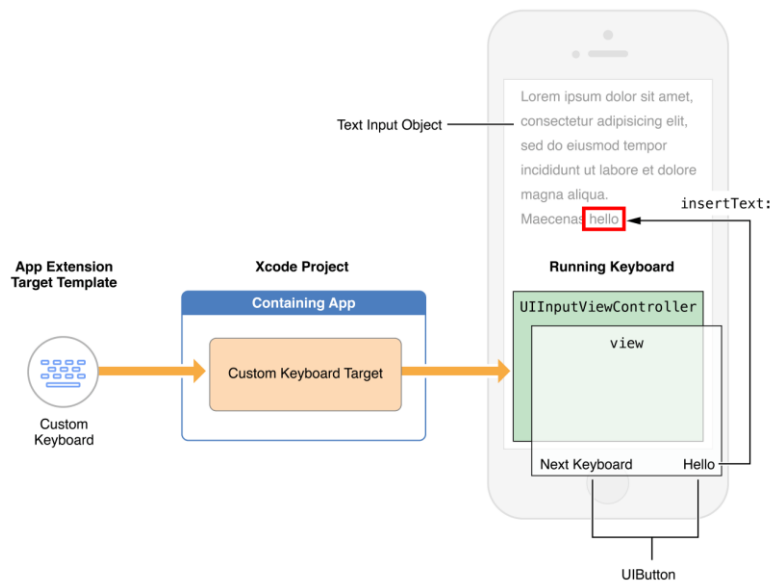 Lorem ipsum dolor sit amet,
consectetur adipisicing elit,
sed do eiusmod tempor
incididunt ut labore et dolore
magna aliqua.
Maecenas hello
Text Input Object
insertText:
App Extension
Target Template
Custom
Keyboard
Xcode Project
Containing App
Custom Keyboard Target
Running Keyboard
UIInputViewController
view
Next Keyboard
Hello
UIButton